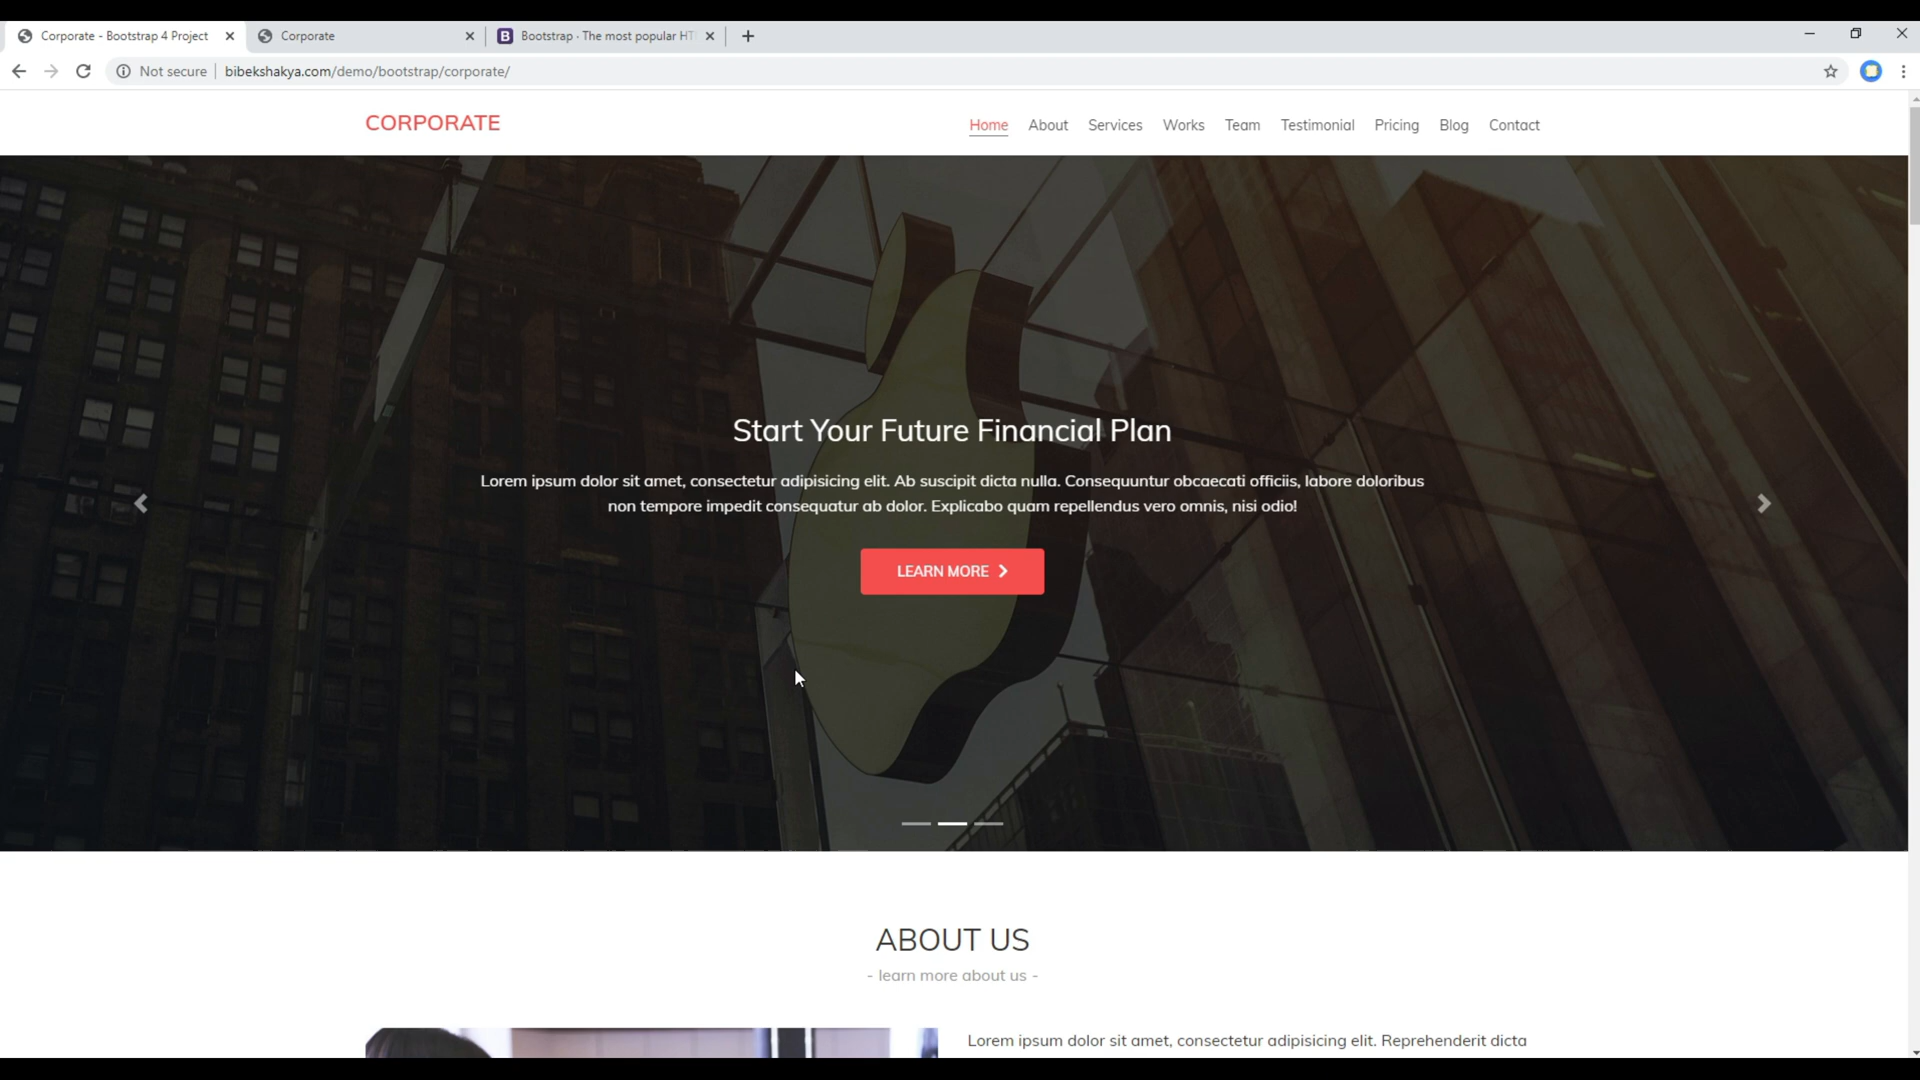 Corporate - Bootstrap 4 Project
Corporate
Bootstrap · The most popular HT
Not secure
bibekshakya.com/demo/bootstrap/corporate/
CORPORATE
Home About Services Works Team Testimonial Pricing Blog Contact
Start Your Future Financial Plan
Lorem ipsum dolor sit amet, consectetur adipisicing elit. Ab suscipit dicta nulla. Consequuntur obcaecati officiis, labore doloribus
non tempore impedit consequatur ab dolor. Explicabo quam repellendus vero omnis, nisi odio!
LEARN MORE
ABOUT US
- learn more about us -
Lorem ipsum dolor sit amet, consectetur adipisicing elit. Reprehenderit dicta